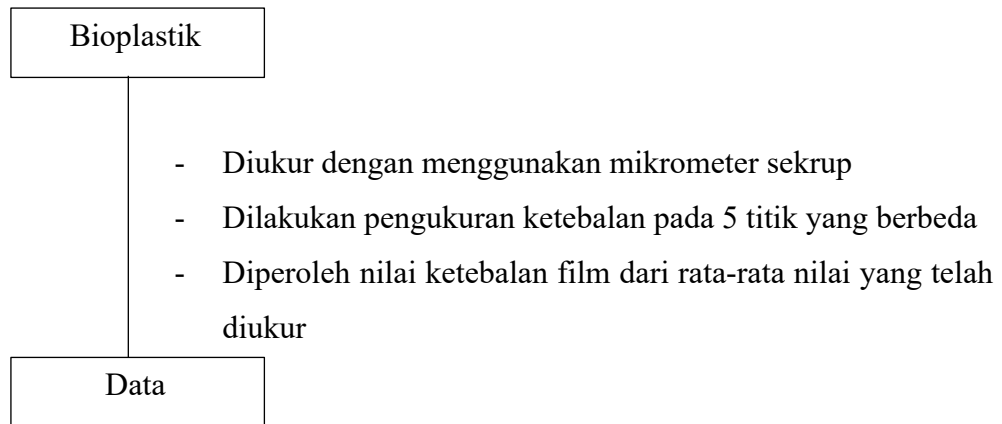 Bioplastik
- Diukur dengan menggunakan mikrometer sekrup
- Dilakukan pengukuran ketebalan pada 5 titik yang berbeda
- Diperoleh nilai ketebalan film dari rata-rata nilai yang telah
diukur
Data